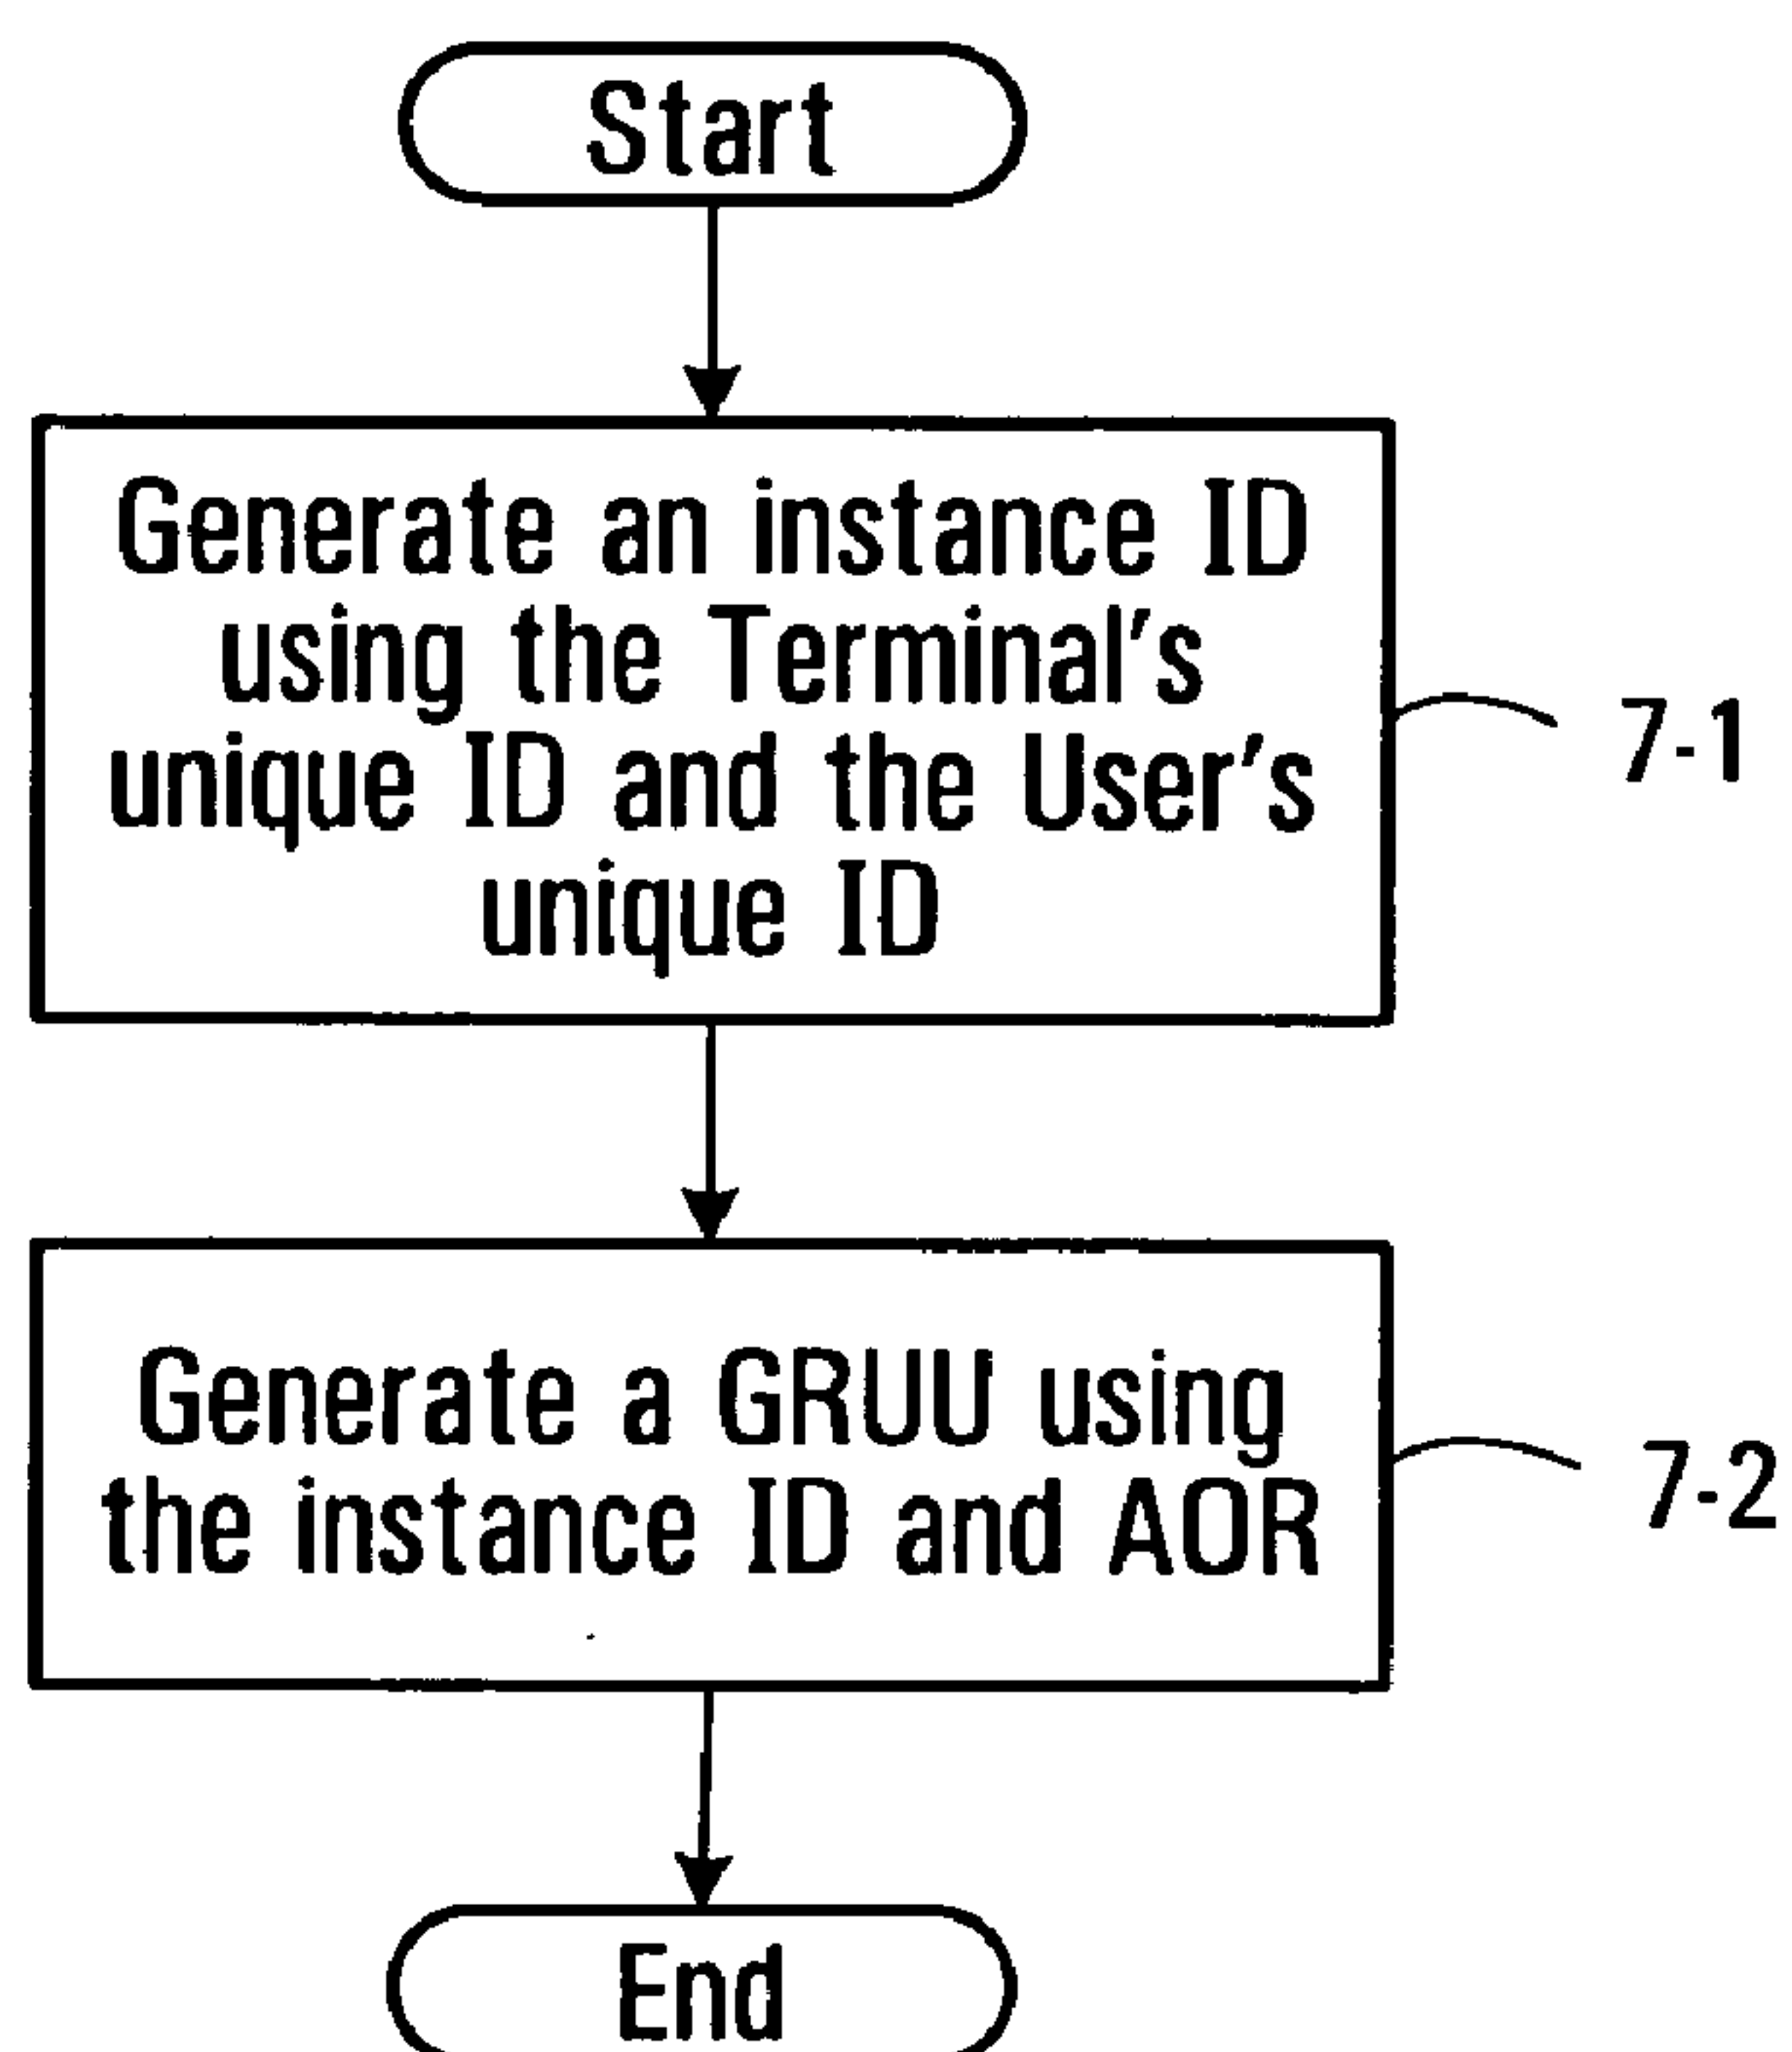 Start
Generate an instance ID
using the Terminal's
unique ID and the User's
unique ID
7-1
Generate a GRUU using
the instance ID and AOR
7-2
End